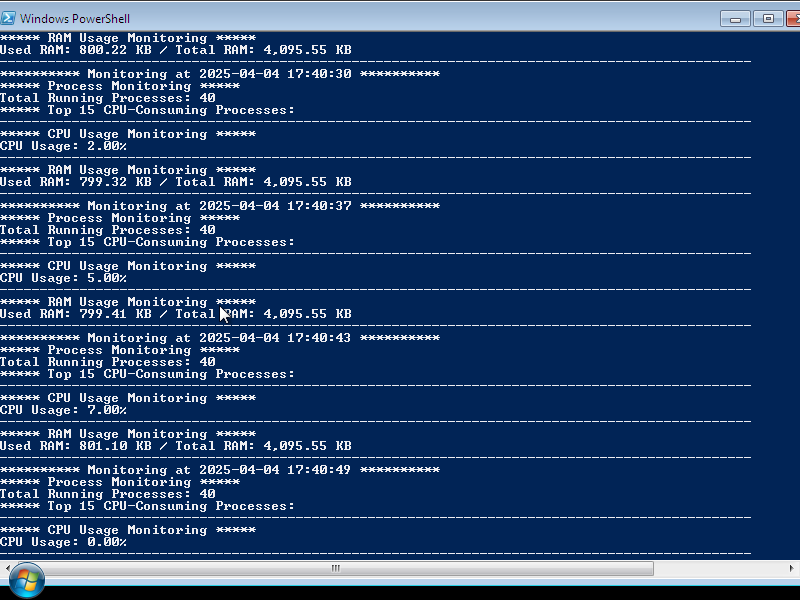 Windows PowerShell
***** RAM Usage Monitoring *****
Used RAM: 800.22 KB / Total RAM: 4,095.55 KB
----------------------------------------------------------------------------------------------
********** Monitoring at 2025-04-04 17:40:30 **********
***** Process Monitoring *****
Total Running Processes: 40
***** Top 15 CPU-Consuming Processes:
----------------------------------------------------------------------------------------------
***** CPU Usage Monitoring *****
CPU Usage: 2.00%
----------------------------------------------------------------------------------------------
***** RAM Usage Monitoring *****
Used RAM: 799.32 KB / Total RAM: 4,095.55 KB
----------------------------------------------------------------------------------------------
********** Monitoring at 2025-04-04 17:40:37 **********
***** Process Monitoring *****
Total Running Processes: 40
***** Top 15 CPU-Consuming Processes:
----------------------------------------------------------------------------------------------
***** CPU Usage Monitoring *****
CPU Usage: 5.00%
----------------------------------------------------------------------------------------------
***** RAM Usage Monitoring *****
Used RAM: 799.41 KB / Total RAM: 4,095.55 KB
----------------------------------------------------------------------------------------------
********** Monitoring at 2025-04-04 17:40:43 **********
***** Process Monitoring *****
Total Running Processes: 40
***** Top 15 CPU-Consuming Processes:
----------------------------------------------------------------------------------------------
***** CPU Usage Monitoring *****
CPU Usage: 7.00%
----------------------------------------------------------------------------------------------
***** RAM Usage Monitoring *****
Used RAM: 801.10 KB / Total RAM: 4,095.55 KB
----------------------------------------------------------------------------------------------
********** Monitoring at 2025-04-04 17:40:49 **********
***** Process Monitoring *****
Total Running Processes: 40
***** Top 15 CPU-Consuming Processes:
----------------------------------------------------------------------------------------------
***** CPU Usage Monitoring *****
CPU Usage: 0.00%
----------------------------------------------------------------------------------------------